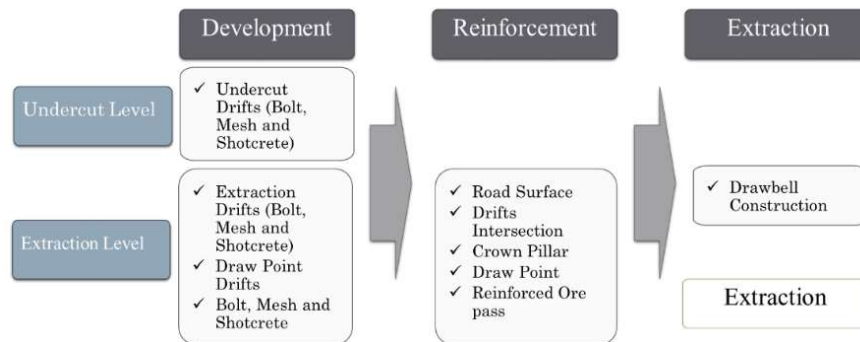 Development
Reinforcement
Extraction
Undercut Level
✓ Undercut
Drifts (Bolt,
Mesh and
Shotcrete)
Extraction Level
✓ Extraction
Drifts (Bolt,
Mesh and
Shotcrete)
✓ Draw Point
Drifts
✓ Bolt, Mesh and
Shotcrete
✓ Road Surface
✓ Drifts
Intersection
✓ Crown Pillar
✓ Draw Point
✓ Reinforced Ore
pass
✓ Drawbell
Construction
Extraction